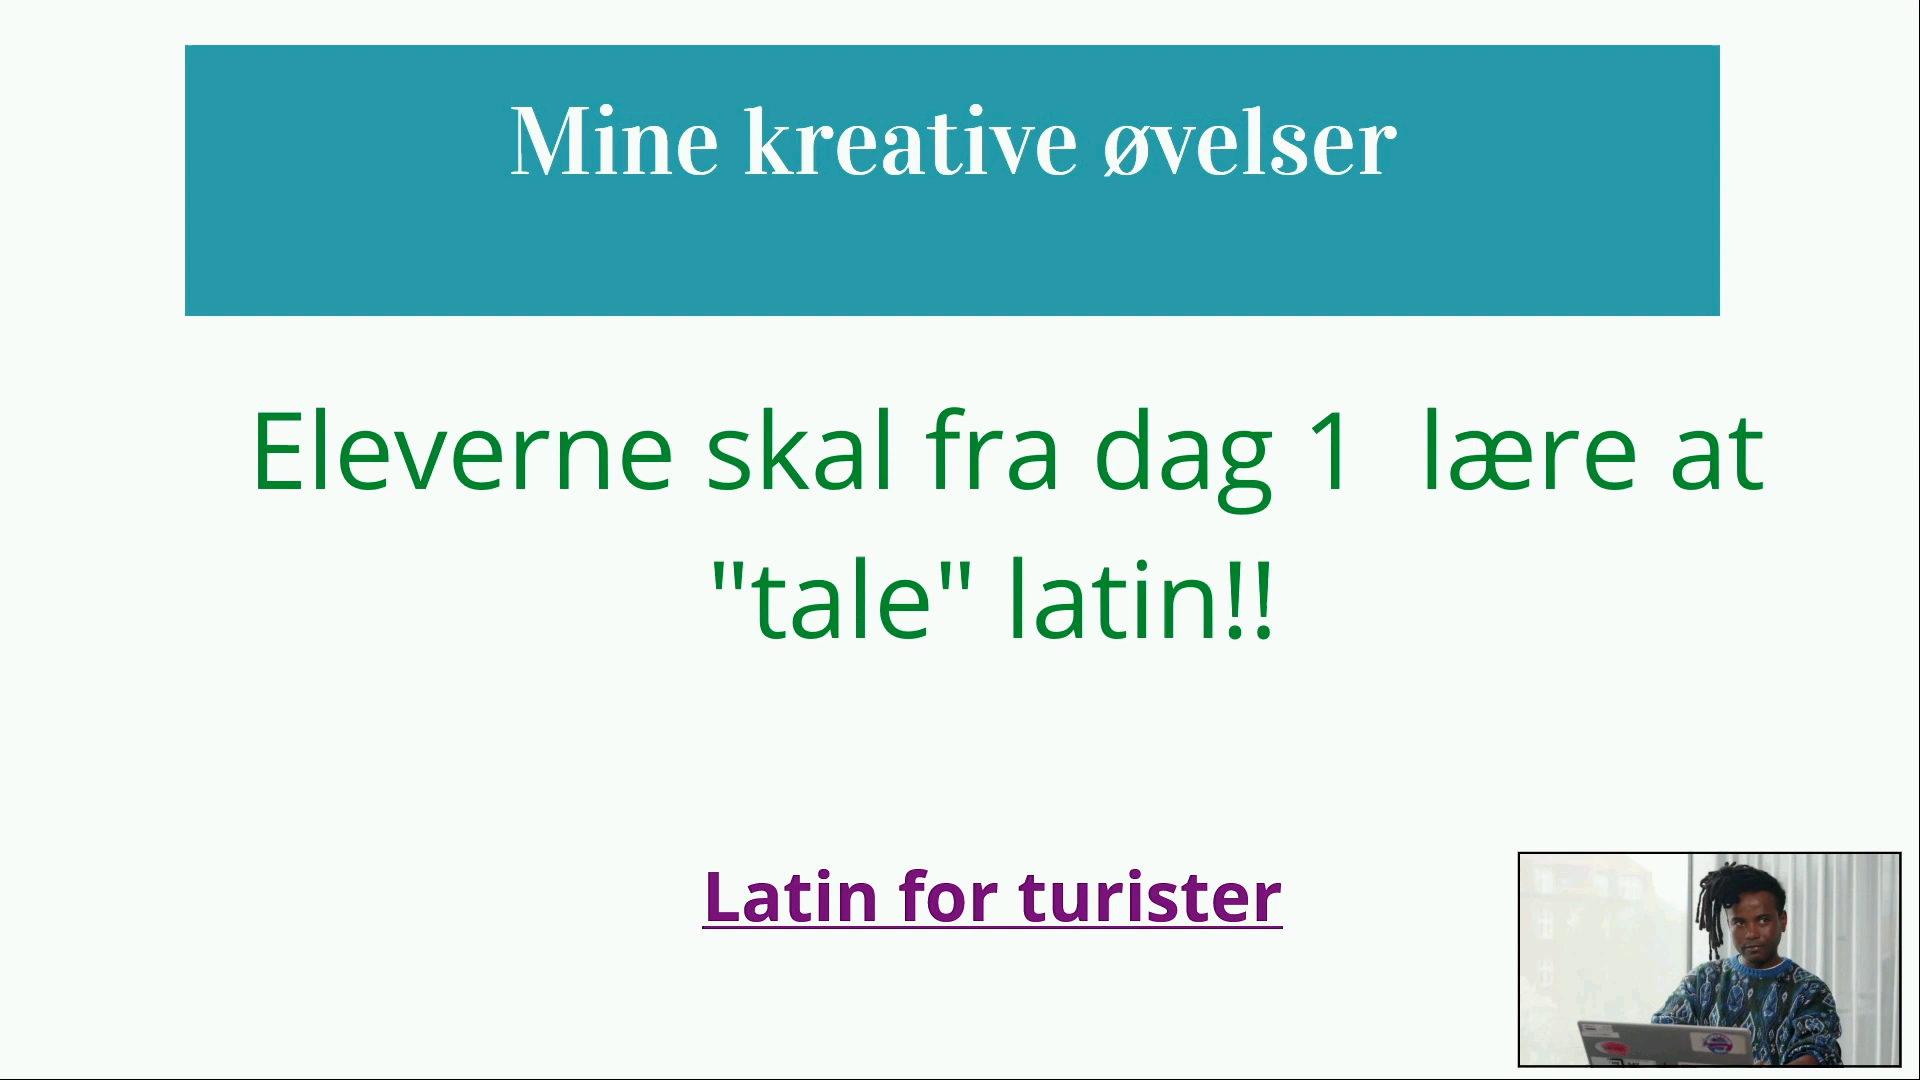 Mine kreative øvelser
Eleverne skal fra dag 1  lære at
"tale" latin!!
Latin for turister